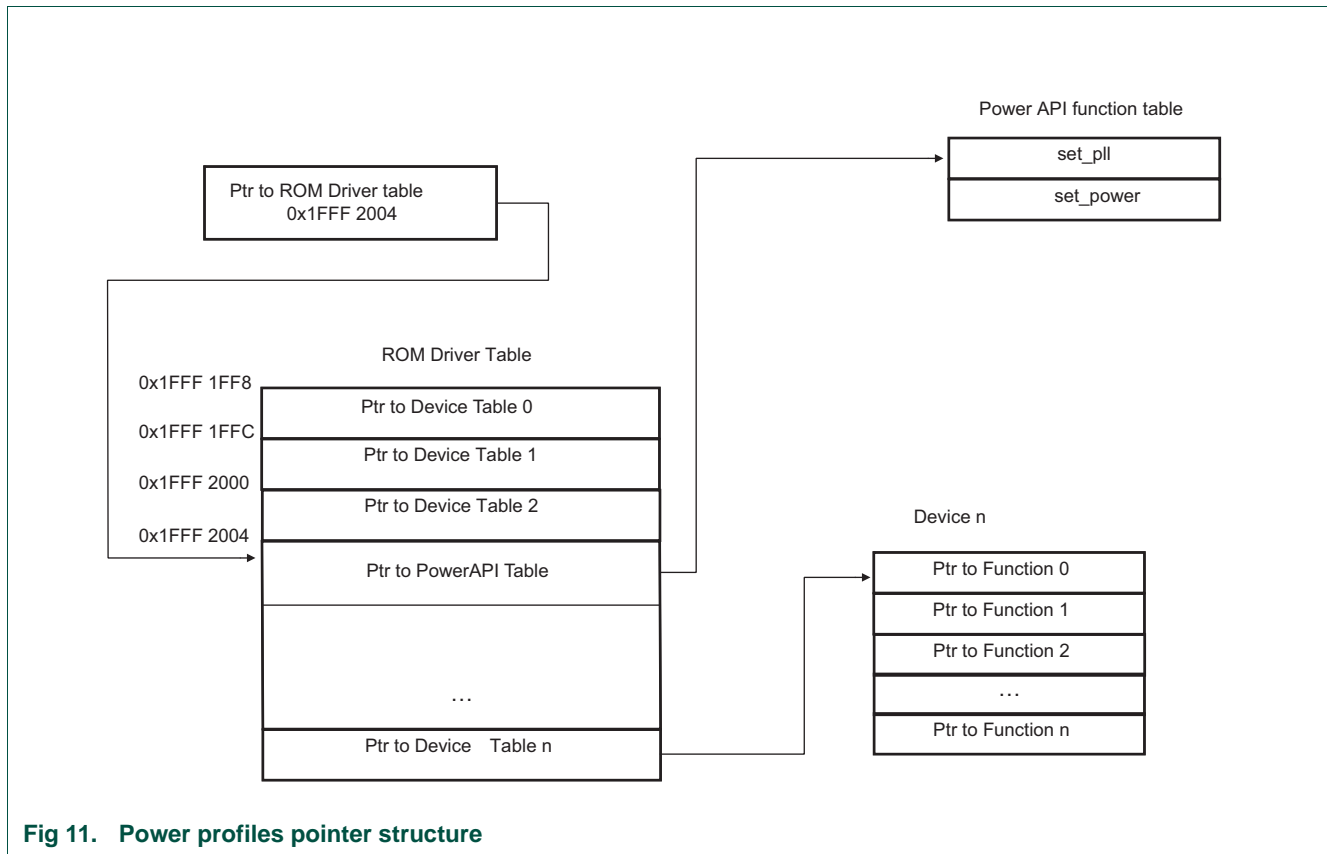 Power API function table
set_pll
set_power
Ptr to ROM Driver table
0x1FFF 2004
ROM Driver Table
0x1FFF 1FF8
Ptr to Device Table 0
0x1FFF 1FFC
Ptr to Device Table 1
0x1FFF 2000
Ptr to Device Table 2
0x1FFF 2004
Ptr to PowerAPI Table
…
Ptr to Device Table n
Device n
Ptr to Function 0
Ptr to Function 1
Ptr to Function 2
…
Ptr to Function n
Fig 11. Power profiles pointer structure